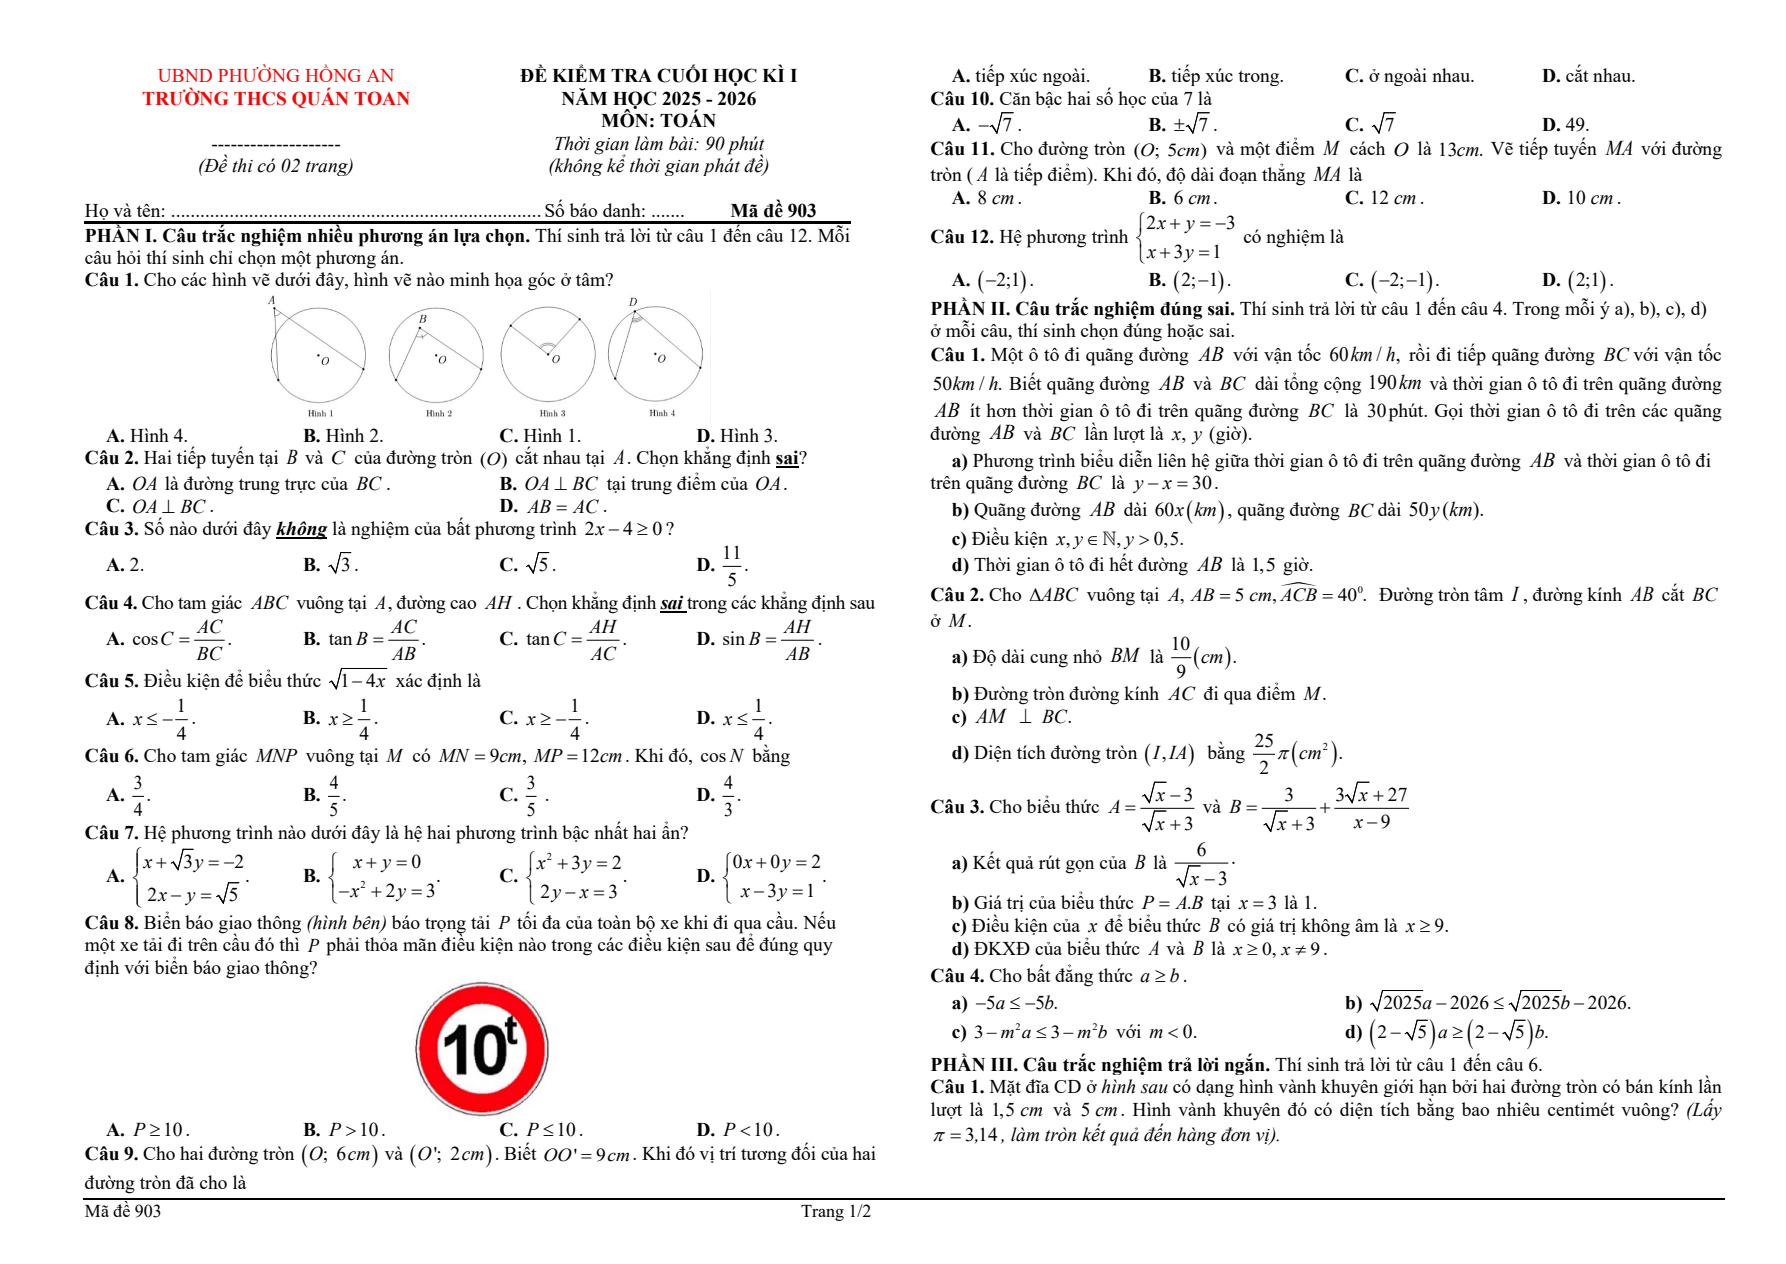 UBND PHƯỜNG HỒNG AN
TRƯỜNG THCS QUÁN TOAN
--------------------
(Đề thi có 02 trang)
ĐỀ KIỂM TRA CUỐI HỌC KÌ I
NĂM HỌC 2025 - 2026
MÔN: TOÁN
Thời gian làm bài: 90 phút
(không kể thời gian phát đề)
Họ và tên: ............................................................................ Số báo danh: ....... Mã đề 903
PHẦN I. Câu trắc nghiệm nhiều phương án lựa chọn. Thí sinh trả lời từ câu 1 đến câu 12. Mỗi
câu hỏi thí sinh chỉ chọn một phương án.
Câu 1. Cho các hình vẽ dưới đây, hình vẽ nào minh họa góc ở tâm?
A B D
O O O O
Hình 1 Hình 2 Hình 3 Hình 4
A. Hình 4. B. Hình 2. C. Hình 1. D. Hình 3.
Câu 2. Hai tiếp tuyến tại B và C của đường tròn (O) cắt nhau tại A. Chọn khẳng định sai?
A. OA là đường trung trực của BC. B. OA ⊥ BC tại trung điểm của OA.
C. OA ⊥ BC. D. AB = AC.
Câu 3. Số nào dưới đây không là nghiệm của bất phương trình 2x − 4 ≥ 0?
A. 2. B. √3. C. √5. D. 11/5.
Câu 4. Cho tam giác ABC vuông tại A, đường cao AH. Chọn khẳng định sai trong các khẳng định sau
A. cos C = AC/BC. B. tan B = AC/AB. C. tan C = AH/AC. D. sin B = AH/AB.
Câu 5. Điều kiện để biểu thức √(1−4x) xác định là
A. x ≤ −1/4. B. x ≥ 1/4. C. x ≥ −1/4. D. x ≤ 1/4.
Câu 6. Cho tam giác MNP vuông tại M có MN = 9cm, MP = 12cm. Khi đó, cos N bằng
A. 3/4. B. 4/5. C. 3/5. D. 4/3.
Câu 7. Hệ phương trình nào dưới đây là hệ hai phương trình bậc nhất hai ẩn?
A. {x + √3y = −2; 2x − y = √5. B. {x + y = 0; −x² + 2y = 3. C. {x² + 3y = 2; 2y − x = 3. D. {0x + 0y = 2; x − 3y = 1.
Câu 8. Biển báo giao thông (hình bên) báo trọng tải P tối đa của toàn bộ xe khi đi qua cầu. Nếu
một xe tải đi trên cầu đó thì P phải thỏa mãn điều kiện nào trong các điều kiện sau để đúng quy
định với biển báo giao thông?
10t
A. P ≥ 10. B. P > 10. C. P ≤ 10. D. P < 10.
Câu 9. Cho hai đường tròn (O; 6cm) và (O'; 2cm). Biết OO' = 9cm. Khi đó vị trí tương đối của hai
đường tròn đã cho là
A. tiếp xúc ngoài. B. tiếp xúc trong. C. ở ngoài nhau. D. cắt nhau.
Câu 10. Căn bậc hai số học của 7 là
A. −√7. B. ±√7. C. √7 D. 49.
Câu 11. Cho đường tròn (O; 5cm) và một điểm M cách O là 13cm. Vẽ tiếp tuyến MA với đường
tròn (A là tiếp điểm). Khi đó, độ dài đoạn thẳng MA là
A. 8 cm. B. 6 cm. C. 12 cm. D. 10 cm.
Câu 12. Hệ phương trình {2x + y = −3; x + 3y = 1 có nghiệm là
A. (−2;1). B. (2;−1). C. (−2;−1). D. (2;1).
PHẦN II. Câu trắc nghiệm đúng sai. Thí sinh trả lời từ câu 1 đến câu 4. Trong mỗi ý a), b), c), d)
ở mỗi câu, thí sinh chọn đúng hoặc sai.
Câu 1. Một ô tô đi quãng đường AB với vận tốc 60km/h, rồi đi tiếp quãng đường BC với vận tốc
50km/h. Biết quãng đường AB và BC dài tổng cộng 190km và thời gian ô tô đi trên quãng đường
AB ít hơn thời gian ô tô đi trên quãng đường BC là 30phút. Gọi thời gian ô tô đi trên các quãng
đường AB và BC lần lượt là x, y (giờ).
a) Phương trình biểu diễn liên hệ giữa thời gian ô tô đi trên quãng đường AB và thời gian ô tô đi
trên quãng đường BC là y − x = 30.
b) Quãng đường AB dài 60x(km), quãng đường BC dài 50y(km).
c) Điều kiện x, y ∈ ℕ, y > 0,5.
d) Thời gian ô tô đi hết đường AB là 1,5 giờ.
Câu 2. Cho ΔABC vuông tại A, AB = 5 cm, ACB = 40⁰. Đường tròn tâm I, đường kính AB cắt BC
ở M.
a) Độ dài cung nhỏ BM là 10/9 (cm).
b) Đường tròn đường kính AC đi qua điểm M.
c) AM ⊥ BC.
d) Diện tích đường tròn (I, IA) bằng 25/2 π(cm²).
Câu 3. Cho biểu thức A = (√x − 3)/(√x + 3) và B = 3/(√x + 3) + (3√x + 27)/(x − 9)
a) Kết quả rút gọn của B là 6/(√x − 3).
b) Giá trị của biểu thức P = A.B tại x = 3 là 1.
c) Điều kiện của x để biểu thức B có giá trị không âm là x ≥ 9.
d) ĐKXĐ của biểu thức A và B là x ≥ 0, x ≠ 9.
Câu 4. Cho bất đẳng thức a ≥ b.
a) −5a ≤ −5b. b) √2025a − 2026 ≤ √2025b − 2026.
c) 3 − m²a ≤ 3 − m²b với m < 0. d) (2 − √5)a ≥ (2 − √5)b.
PHẦN III. Câu trắc nghiệm trả lời ngắn. Thí sinh trả lời từ câu 1 đến câu 6.
Câu 1. Mặt đĩa CD ở hình sau có dạng hình vành khuyên giới hạn bởi hai đường tròn có bán kính lần
lượt là 1,5 cm và 5 cm. Hình vành khuyên đó có diện tích bằng bao nhiêu centimét vuông? (Lấy
π = 3,14, làm tròn kết quả đến hàng đơn vị).
Mã đề 903 Trang 1/2